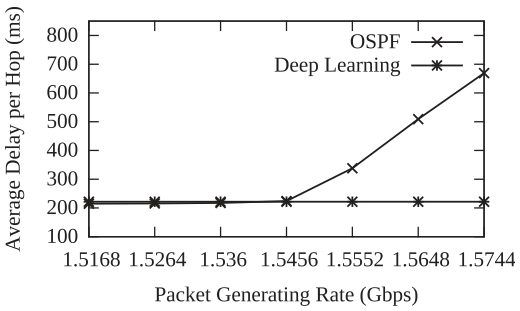 Average Delay per Hop (ms)
800
700
600
500
400
300
200
100
OSPF
Deep Learning
1.5168 1.5264 1.536 1.5456 1.5552 1.5648 1.5744
Packet Generating Rate (Gbps)